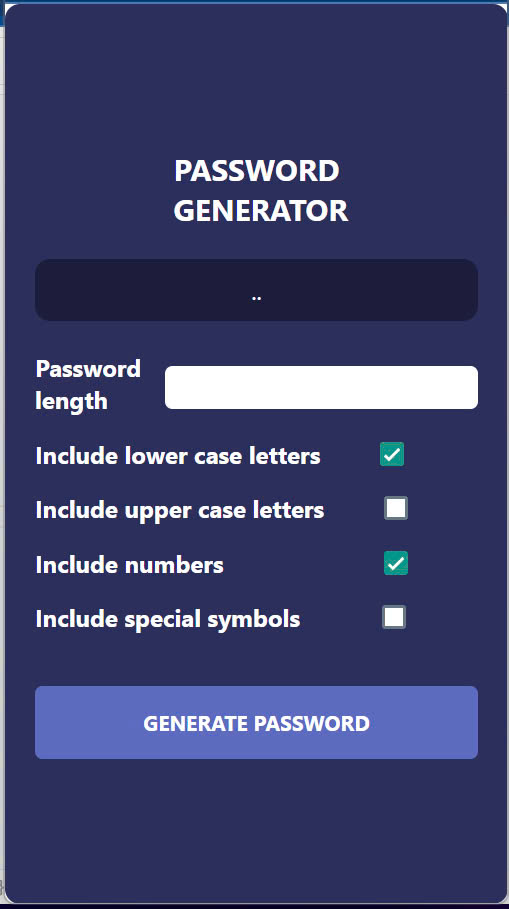 PASSWORD
GENERATOR
..
Password
length
Include lower case letters
Include upper case letters
Include numbers
Include special symbols
GENERATE PASSWORD